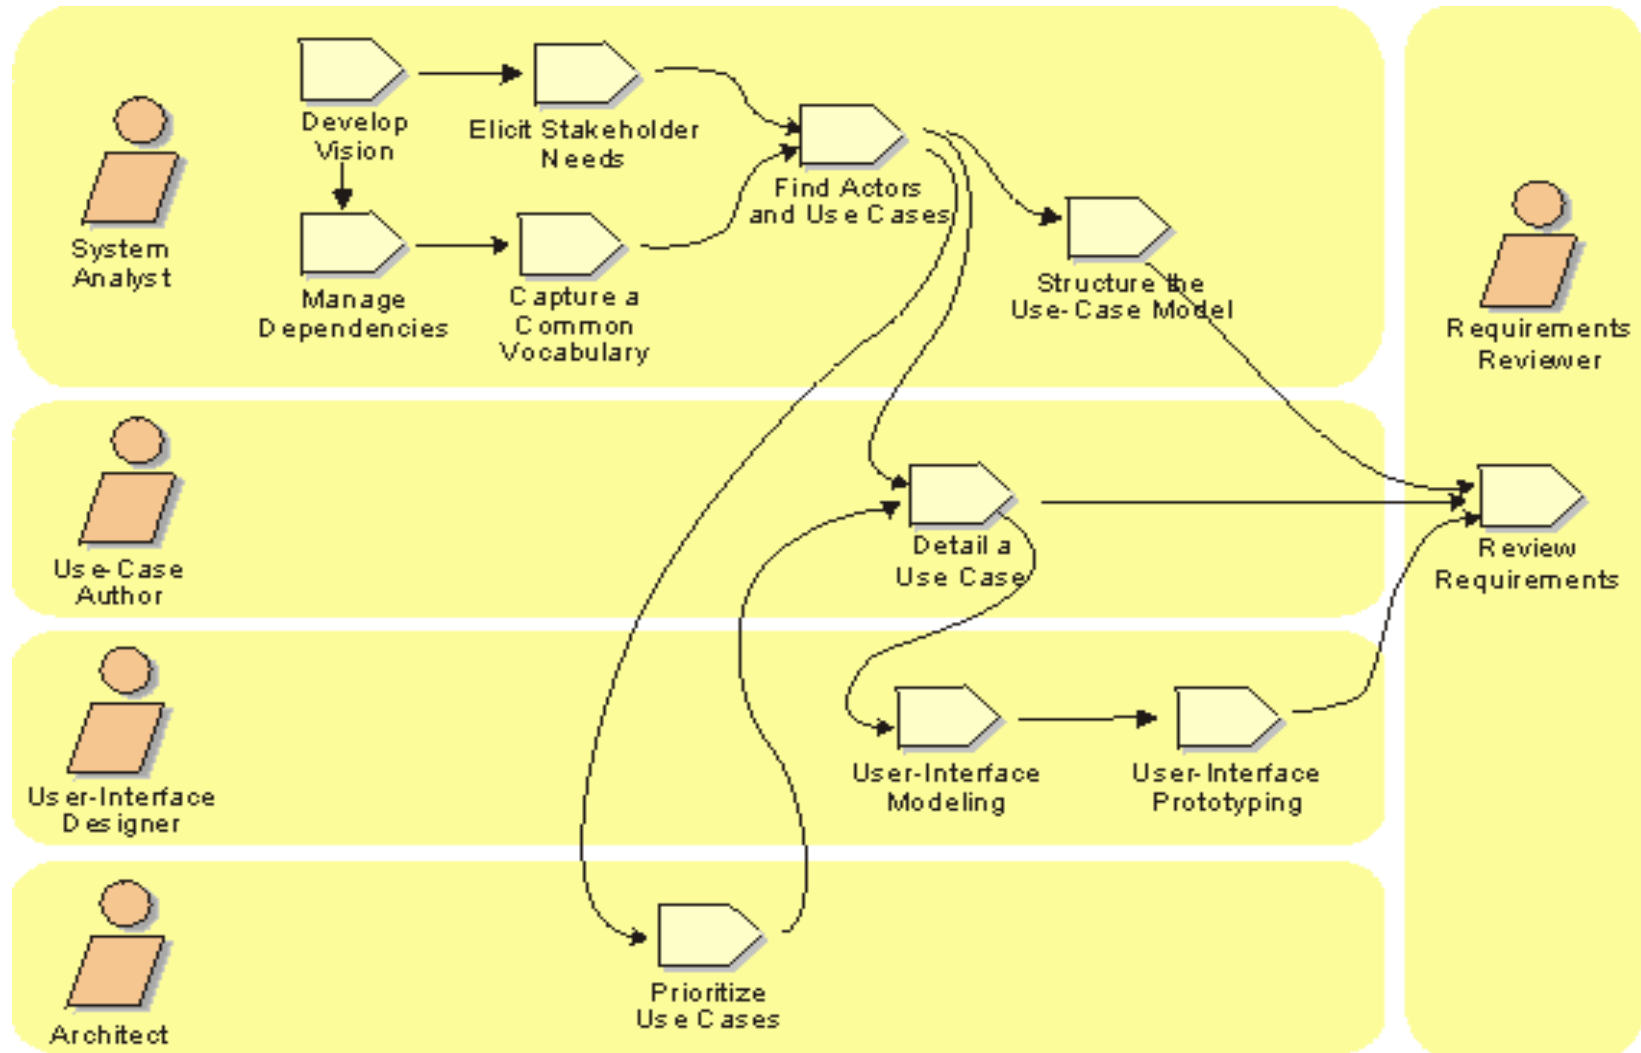 Develop
Vision
Elicit Stakeholder
Needs
Find Actors
and Use Cases
System
Analyst
Manage
Dependencies
Capture a
Common
Vocabulary
Structure the
Use-Case Model
Requirements
Reviewer
Use-Case
Author
Detail a
Use Case
Review
Requirements
User-Interface
Designer
User-Interface
Modeling
User-Interface
Prototyping
Architect
Prioritize
Use Cases